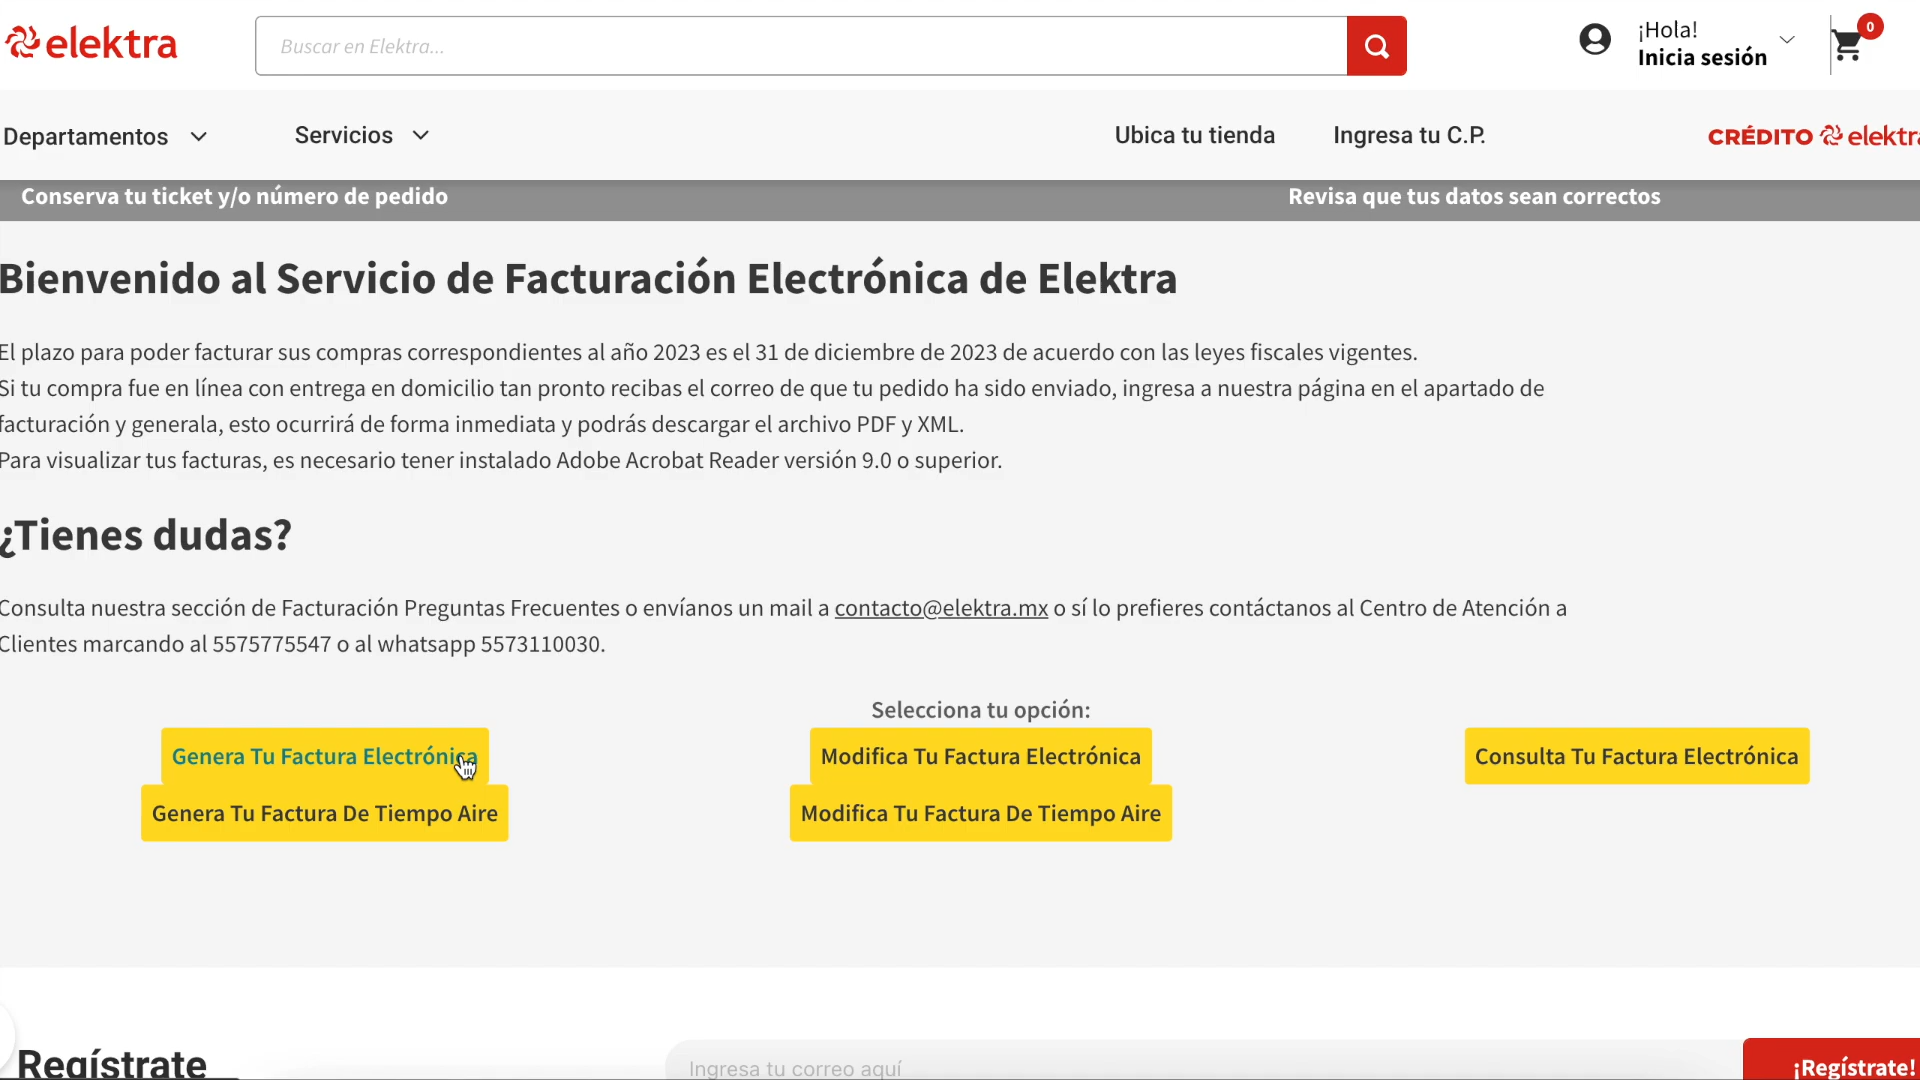 elektra
Buscar en Elektra...
¡Hola!
Inicia sesión
0
Departamentos
Servicios
Ubica tu tienda
Ingresa tu C.P.
CRÉDITO elektra
Conserva tu ticket y/o número de pedido
Revisa que tus datos sean correctos
Bienvenido al Servicio de Facturación Electrónica de Elektra
El plazo para poder facturar sus compras correspondientes al año 2023 es el 31 de diciembre de 2023 de acuerdo con las leyes fiscales vigentes.
Si tu compra fue en línea con entrega en domicilio tan pronto recibas el correo de que tu pedido ha sido enviado, ingresa a nuestra página en el apartado de
facturación y generala, esto ocurrirá de forma inmediata y podrás descargar el archivo PDF y XML.
Para visualizar tus facturas, es necesario tener instalado Adobe Acrobat Reader versión 9.0 o superior.
¿Tienes dudas?
Consulta nuestra sección de Facturación Preguntas Frecuentes o envíanos un mail a contacto@elektra.mx o sí lo prefieres contáctanos al Centro de Atención a
Clientes marcando al 5575775547 o al whatsapp 5573110030.
Selecciona tu opción:
Genera Tu Factura Electrónica
Modifica Tu Factura Electrónica
Consulta Tu Factura Electrónica
Genera Tu Factura De Tiempo Aire
Modifica Tu Factura De Tiempo Aire
Regístrate
Ingresa tu correo aquí
¡Regístrate!